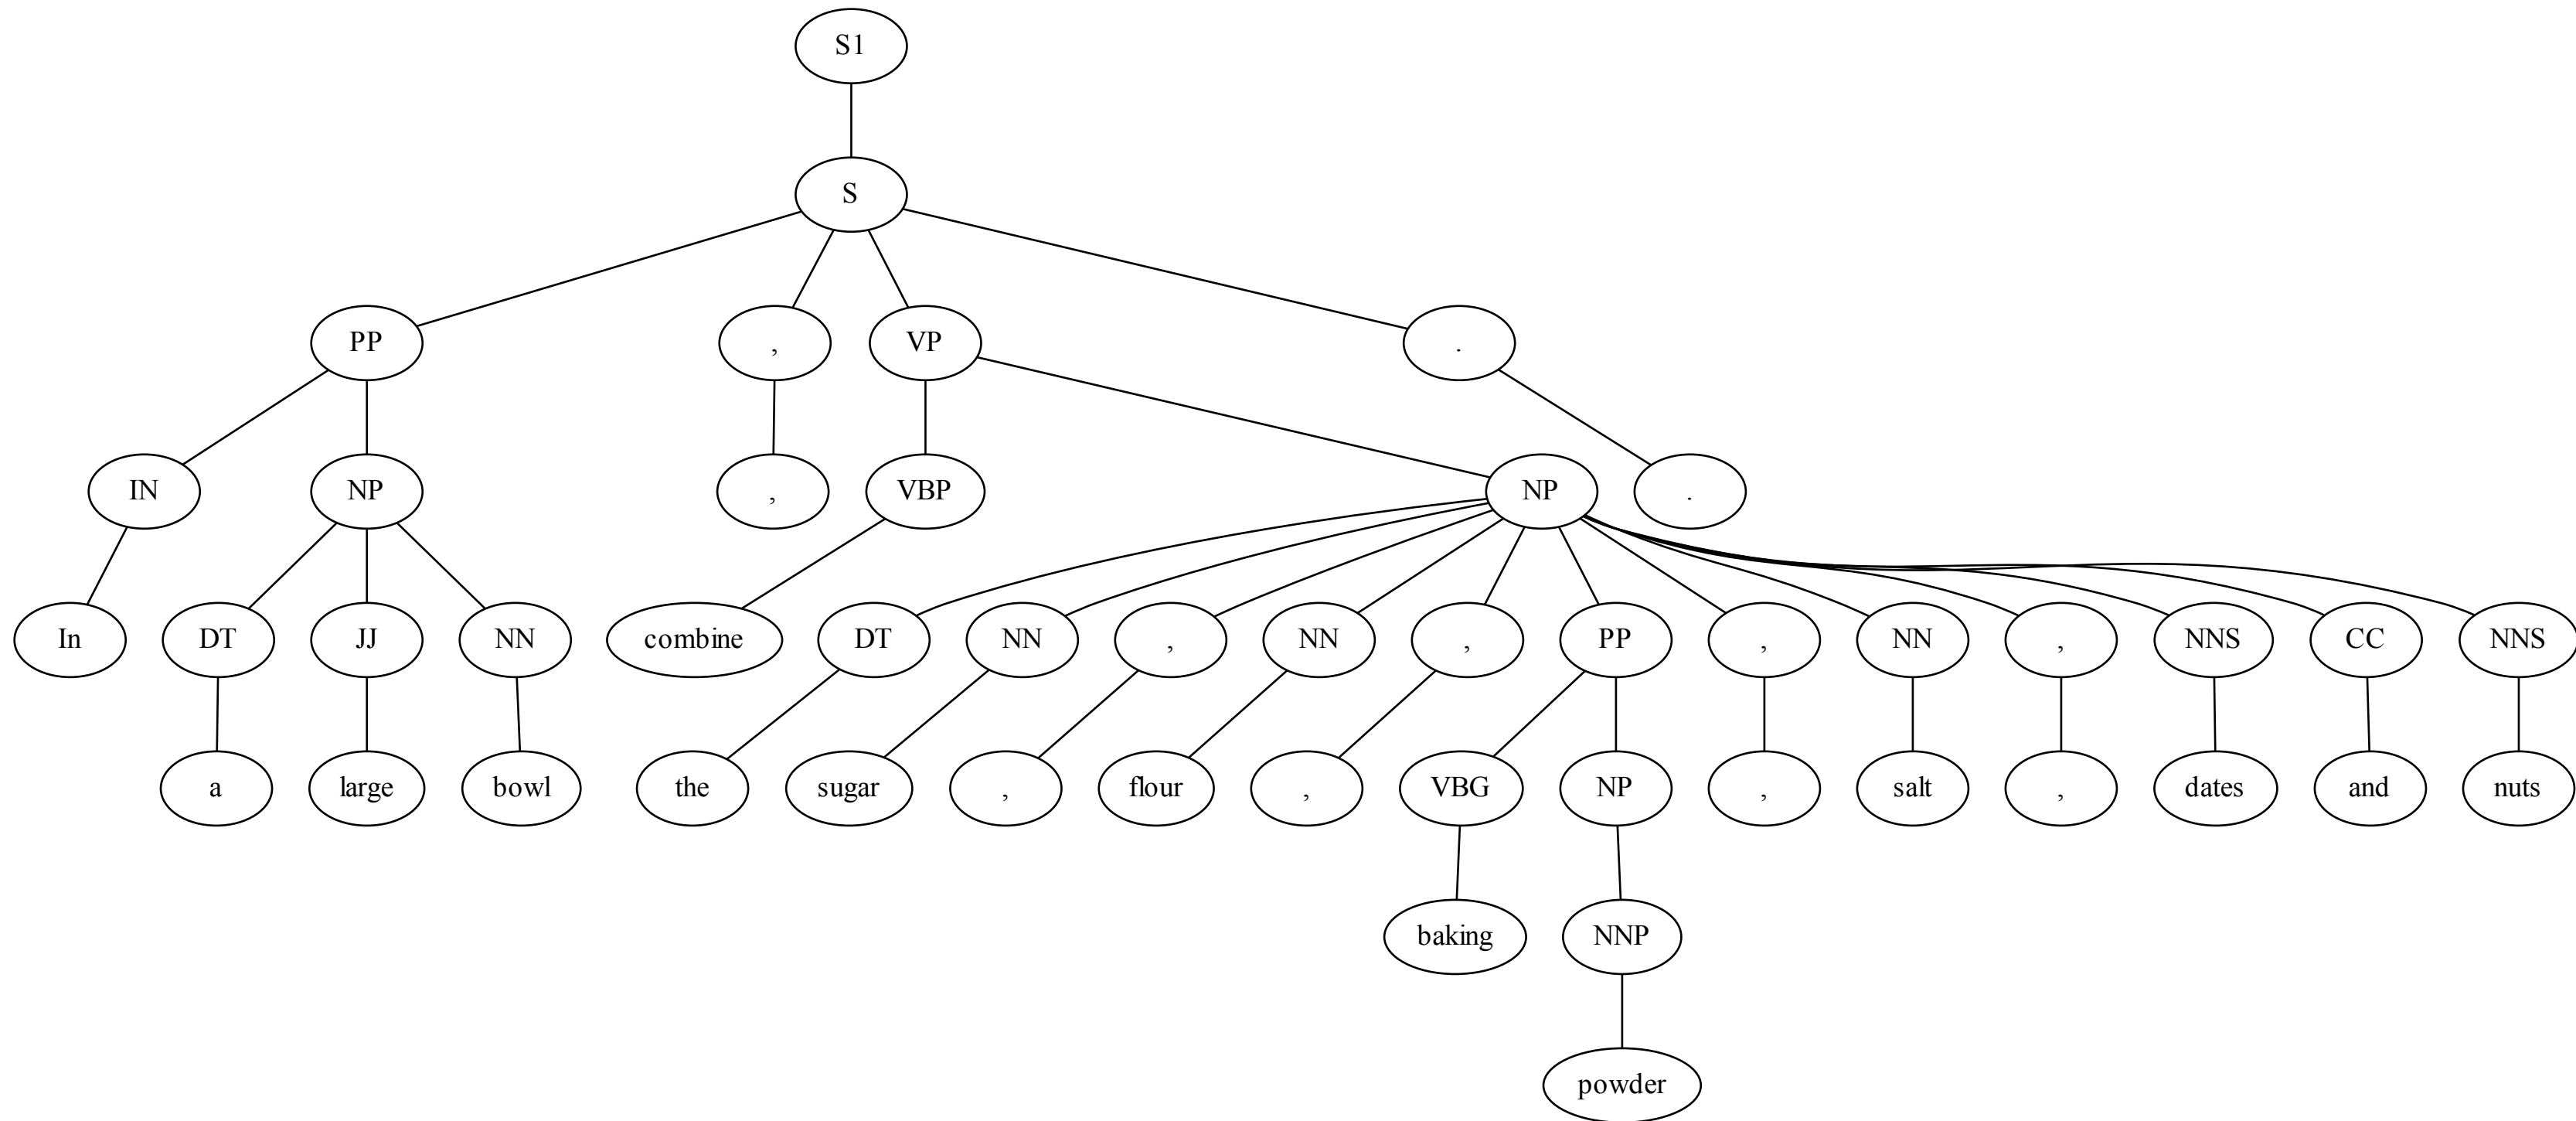 S1
S
PP , VP .
IN NP , VBP NP .
In DT JJ NN combine DT NN , NN , PP , NN , NNS CC NNS
a large bowl the sugar , flour , VBG NP , salt , dates and nuts
baking NNP
powder